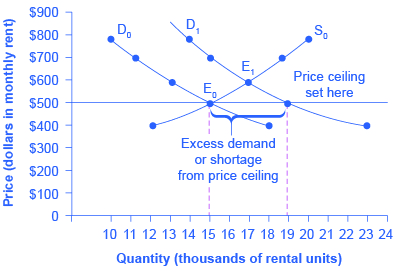 Price (dollars in monthly rent)
$900
$800
$700
$600
$500
$400
$300
$200
$100
0
D₀
D₁
S₀
E₁
E₀
Price ceiling
set here
Excess demand
or shortage
from price ceiling
10 11 12 13 14 15 16 17 18 19 20 21 22 23 24
Quantity (thousands of rental units)